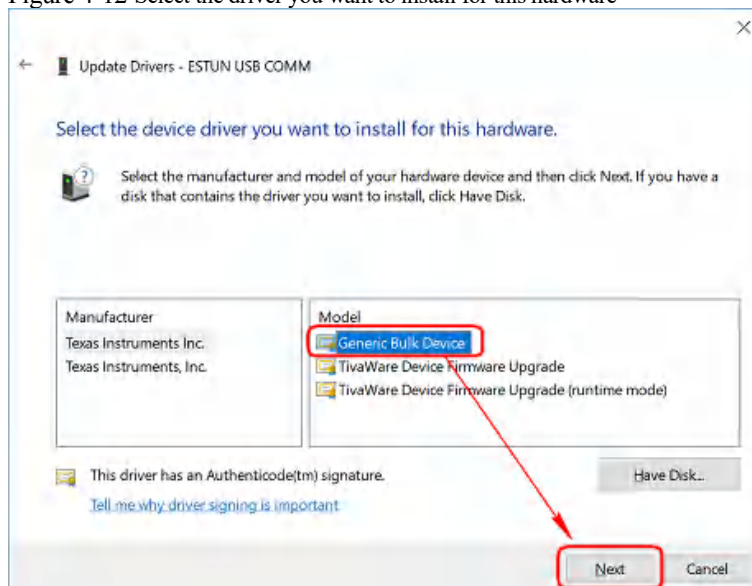 Figure 4-12 Select the driver you want to install for this hardware
Update Drivers - ESTUN USB COMM
Select the device driver you want to install for this hardware.
Select the manufacturer and model of your hardware device and then click Next. If you have a
disk that contains the driver you want to install, click Have Disk.
Manufacturer
Texas Instruments Inc.
Texas Instruments, Inc.
Model
Generic Bulk Device
TivaWare Device Firmware Upgrade
TivaWare Device Firmware Upgrade (runtime mode)
This driver has an Authenticode(tm) signature.
Tell me why driver signing is important
Have Disk...
Next
Cancel